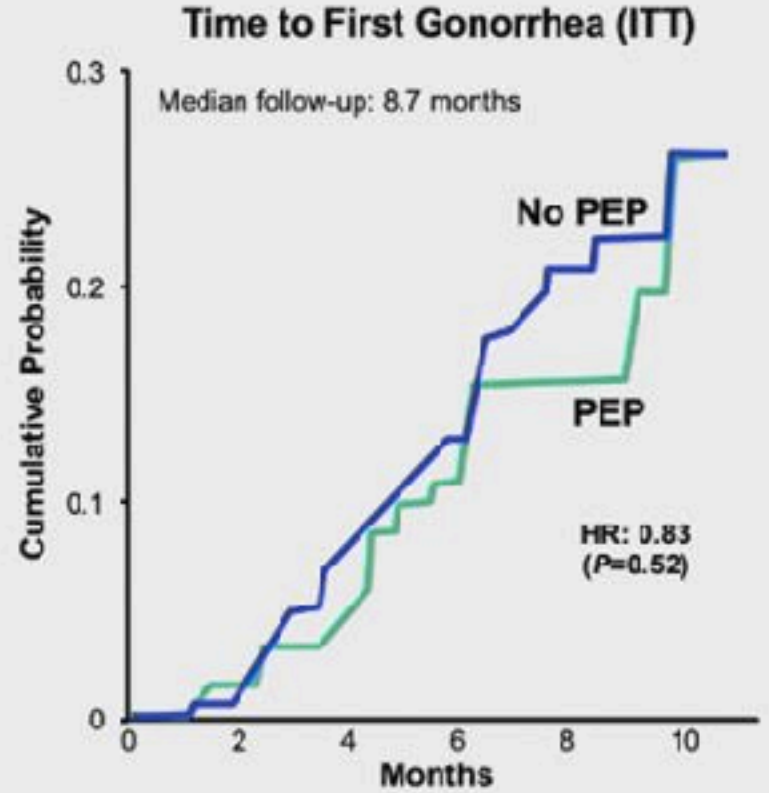 Time to First Gonorrhea (ITT)
0.3
Median follow-up: 8.7 months
No PEP
0.2
PEP
Cumulative Probability
0.1
HR: 0.83
(P=0.52)
0
0 2 4 6 8 10
Months